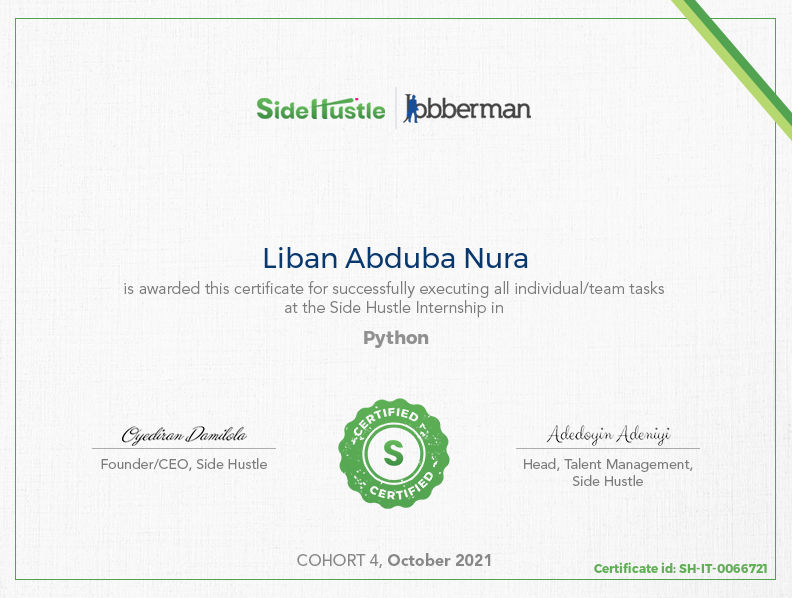 SideHustle Jobberman
Liban Abduba Nura
is awarded this certificate for successfully executing all individual/team tasks
at the Side Hustle Internship in
Python
Oyediran Damilola
Founder/CEO, Side Hustle
CERTIFIED
S
CERTIFIED
Adedoyin Adeniyi
Head, Talent Management,
Side Hustle
COHORT 4, October 2021
Certificate id: SH-IT-0066721